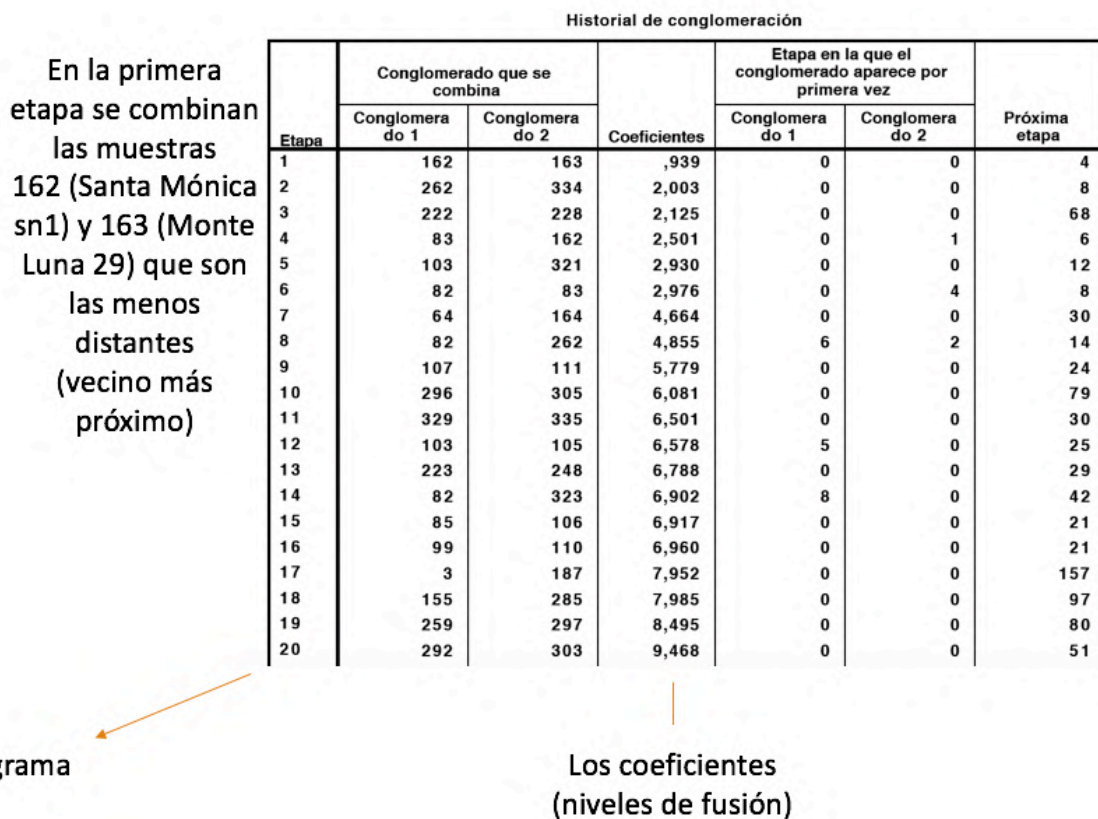 En la primera
etapa se combinan
las muestras
162 (Santa Mónica
sn1) y 163 (Monte
Luna 29) que son
las menos
distantes
(vecino más
próximo)
Historial de conglomeración
Etapa
Conglomerado que se
combina
Coeficientes
Etapa en la que el
conglomerado aparece por
primera vez
Próxima
etapa
Conglomera
do 1
Conglomera
do 2
Conglomera
do 1
Conglomera
do 2
1 162 163 ,939 0 0 4
2 262 334 2,003 0 0 8
3 222 228 2,125 0 0 68
4 83 162 2,501 0 1 6
5 103 321 2,930 0 0 12
6 82 83 2,976 0 4 8
7 64 164 4,664 0 0 30
8 82 262 4,855 6 2 14
9 107 111 5,779 0 0 24
10 296 305 6,081 0 0 79
11 329 335 6,501 0 0 30
12 103 105 6,578 5 0 25
13 223 248 6,788 0 0 29
14 82 323 6,902 8 0 42
15 85 106 6,917 0 0 21
16 99 110 6,960 0 0 21
17 3 187 7,952 0 0 157
18 155 285 7,985 0 0 97
19 259 297 8,495 0 0 80
20 292 303 9,468 0 0 51
grama
Los coeficientes
(niveles de fusión)